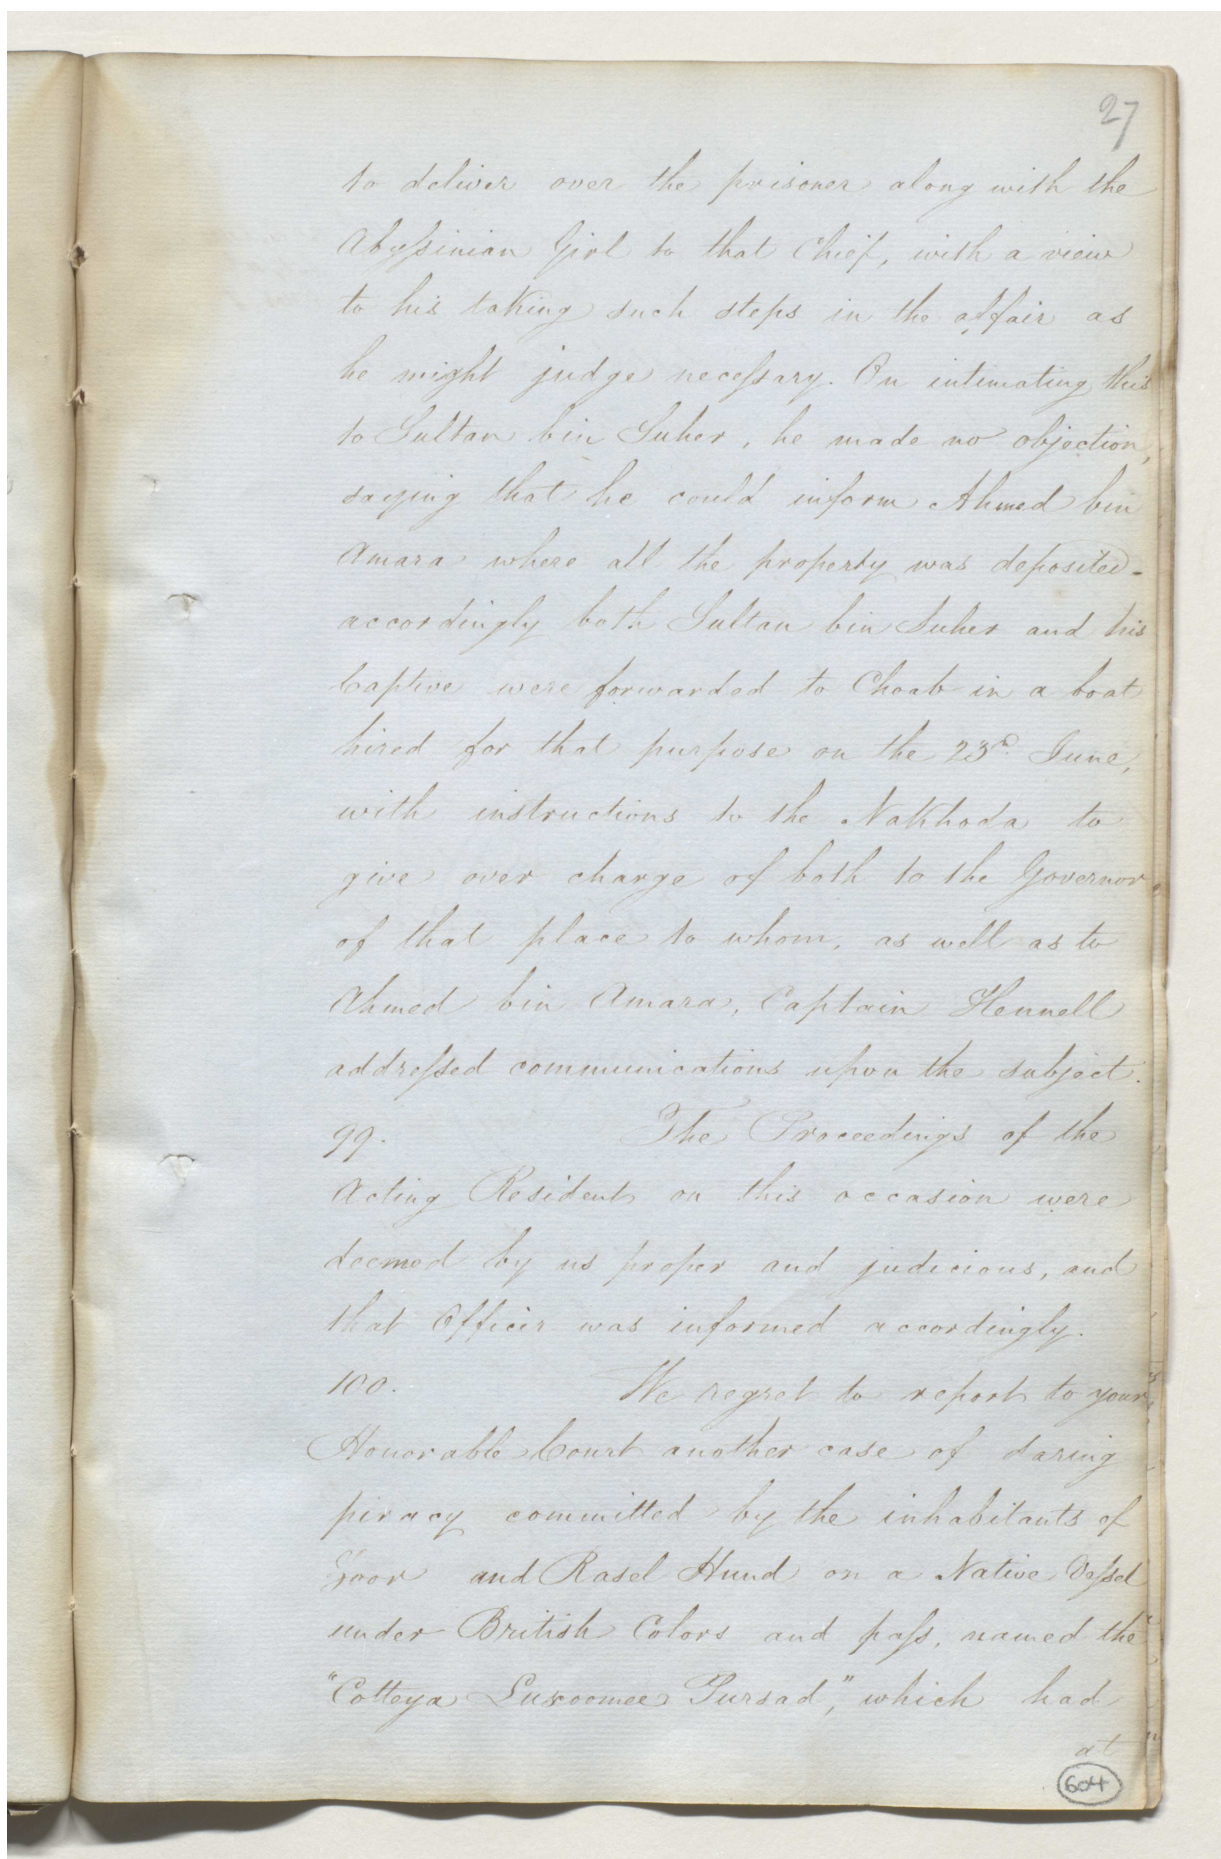 27
to deliver over the prisoner along with the
Abyssinian Girl to that Chief, with a view
to his taking such steps in the affair as
he might judge necessary. On intimating this
to Sultan bin Suher, he made no objection,
saying that he could inform Ahmed bin
Amara where all the property was deposited -
accordingly both Sultan bin Suher and his
Captive were forwarded to Choab in a boat
hired for that purpose on the 23rd June,
with instructions to the Nakhoda to
give over charge of both to the Governor
of that place to whom, as well as to
Ahmed bin Amara, Captain Hennell
addressed communications upon the subject.
99. The Proceedings of the
Acting Resident on this occasion were
deemed by us proper and judicious, and
that Officer was informed accordingly.
100. We regret to report to your
Honorable Court another case of daring
piracy committed by the inhabitants of
and Rasel Hund on a Native Vessel
under British Colors and pass, named the
"Cotteya Luxoomee Pursad", which had
at
604